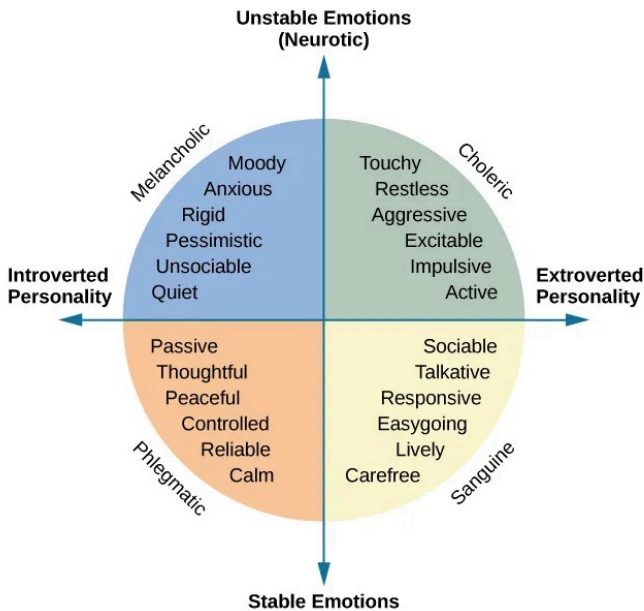 Unstable Emotions
(Neurotic)
Melancholic
Choleric
Moody
Anxious
Rigid
Pessimistic
Unsociable
Quiet
Touchy
Restless
Aggressive
Excitable
Impulsive
Active
Introverted
Personality
Extroverted
Personality
Passive
Thoughtful
Peaceful
Controlled
Reliable
Calm
Sociable
Talkative
Responsive
Easygoing
Lively
Carefree
Phlegmatic
Sanguine
Stable Emotions